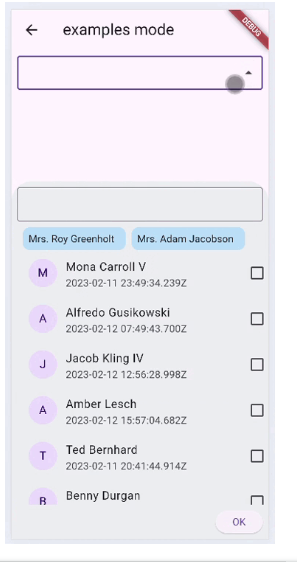 examples mode
DEBUG
Mrs. Roy Greenholt
Mrs. Adam Jacobson
M
Mona Carroll V
2023-02-11 23:49:34.239Z
A
Alfredo Gusikowski
2023-02-12 07:49:43.700Z
J
Jacob Kling IV
2023-02-12 12:56:28.998Z
A
Amber Lesch
2023-02-12 15:57:04.682Z
T
Ted Bernhard
2023-02-11 20:41:44.914Z
B
Benny Durgan
OK